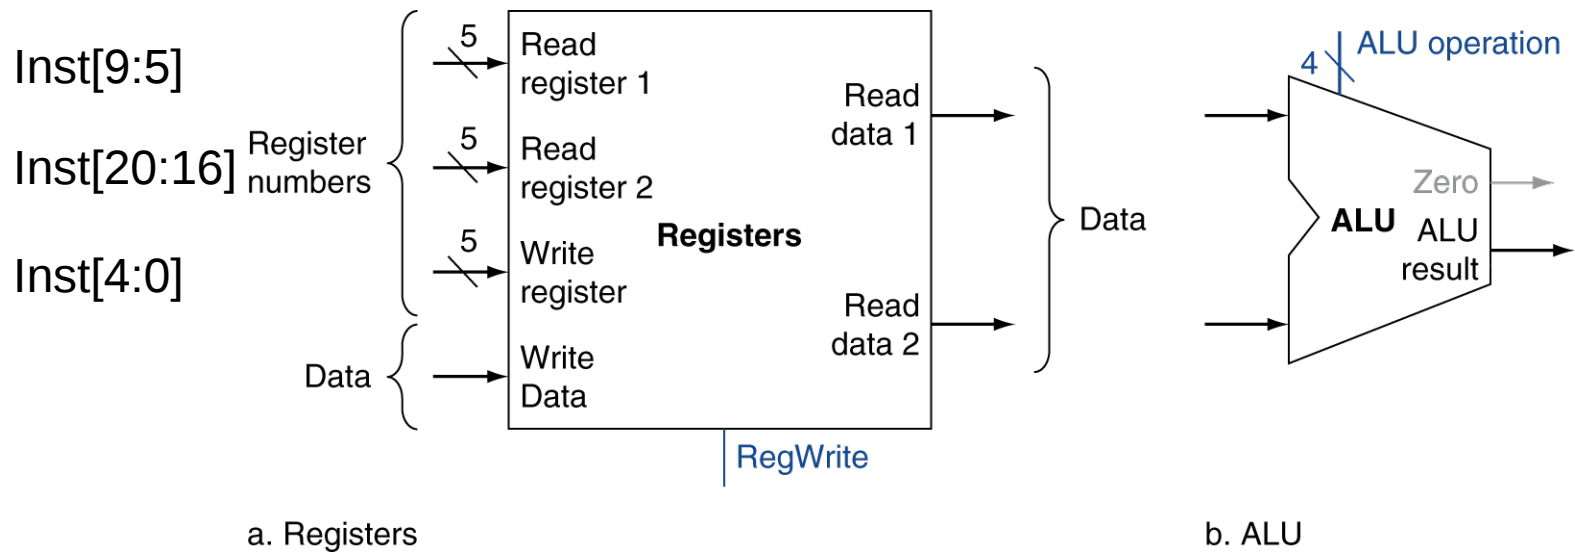 Inst[9:5]
Inst[20:16]
Inst[4:0]
Register
numbers
Data
5
5
5
Read
register 1
Read
register 2
Write
register
Write
Data
Registers
Read
data 1
Read
data 2
RegWrite
Data
4
ALU operation
Zero
ALU
ALU
result
a. Registers
b. ALU